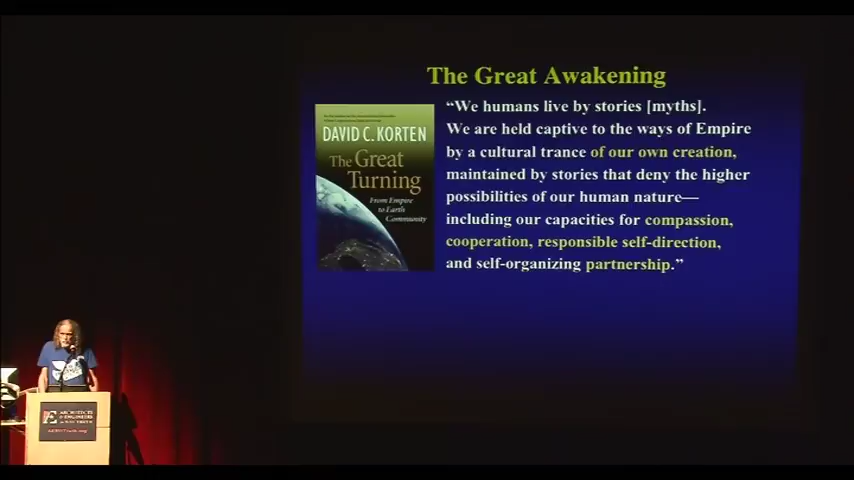 The Great Awakening
DAVID C. KORTEN
The Great
Turning
From Empire
to Earth
Community
“We humans live by stories [myths].
We are held captive to the ways of Empire
by a cultural trance of our own creation,
maintained by stories that deny the higher
possibilities of our human nature—
including our capacities for compassion,
cooperation, responsible self-direction,
and self-organizing partnership.”
ARCHITECTS
& ENGINEERS